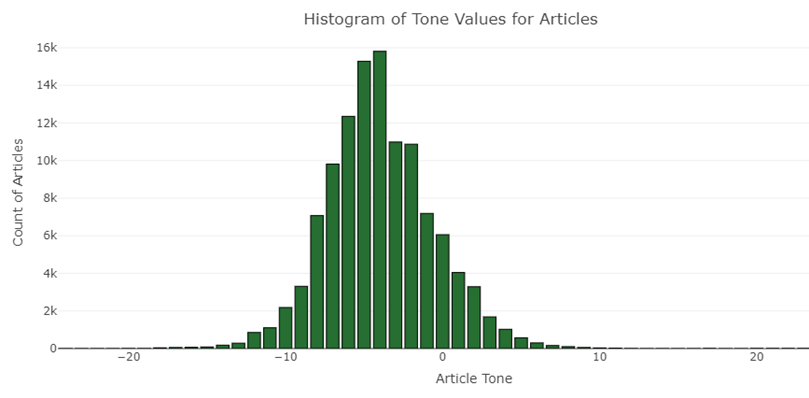 Histogram of Tone Values for Articles
16k
14k
12k
10k
8k
6k
4k
2k
0
Count of Articles
−20
−10
0
10
20
Article Tone